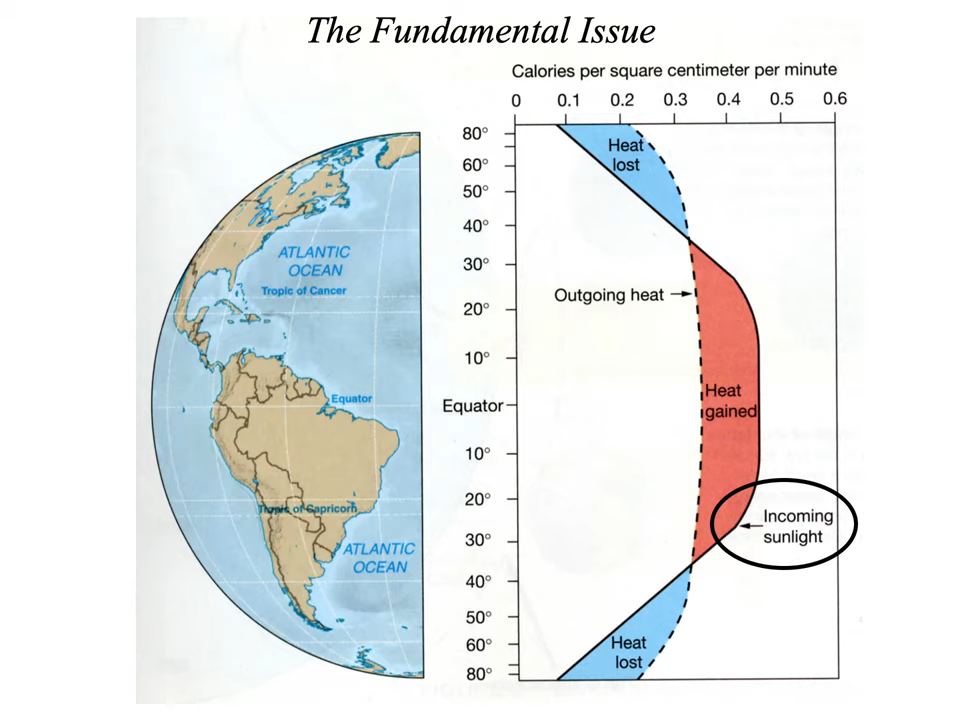 The Fundamental Issue
Calories per square centimeter per minute
0 0.1 0.2 0.3 0.4 0.5 0.6
80°
60°
50°
40°
30°
20°
10°
Equator
10°
20°
30°
40°
50°
60°
80°
Heat
lost
Outgoing heat
Heat
gained
Incoming
sunlight
Heat
lost
ATLANTIC
OCEAN
Tropic of Cancer
Equator
Tropic of Capricorn
ATLANTIC
OCEAN